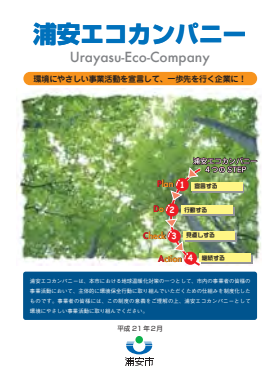 浦安エコカンパニー
Urayasu-Eco-Company
環境にやさしい事業活動を宣言して、一歩先を行く企業に！
浦安エコカンパニー
4つのSTEP
Plan 1 宣言する
Do 2 行動する
Check 3 見直しする
Action 4 継続する
浦安エコカンパニーは、本市における地球温暖化対策の一つとして、市内の事業者の皆様の
事業活動において、主体的に環境保全行動に取り組んでいただくための仕組みを制度化した
ものです。事業者の皆様には、この制度の意義をご理解の上、浦安エコカンパニーとして
環境にやさしい事業活動に取り組んでください。
平成21年2月
浦安市